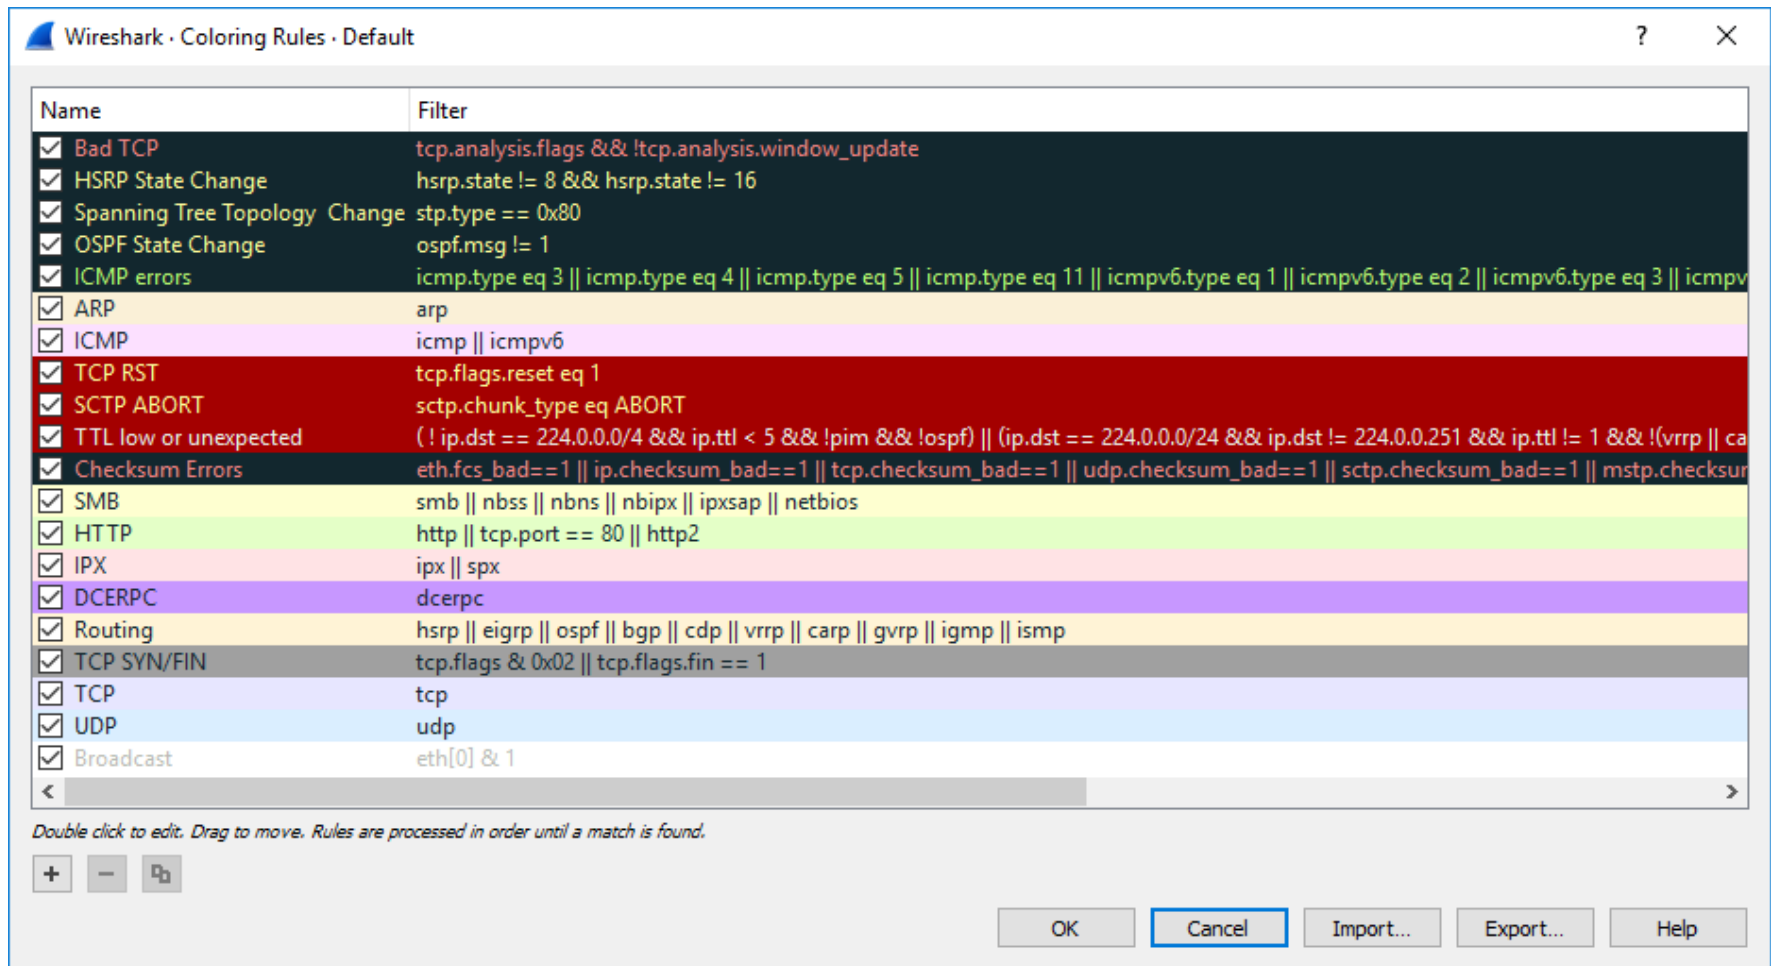 Wireshark · Coloring Rules · Default
Name Filter
Bad TCP tcp.analysis.flags && !tcp.analysis.window_update
HSRP State Change hsrp.state != 8 && hsrp.state != 16
Spanning Tree Topology  Change stp.type == 0x80
OSPF State Change ospf.msg != 1
ICMP errors icmp.type eq 3 || icmp.type eq 4 || icmp.type eq 5 || icmp.type eq 11 || icmpv6.type eq 1 || icmpv6.type eq 2 || icmpv6.type eq 3 || icmpv
ARP arp
ICMP icmp || icmpv6
TCP RST tcp.flags.reset eq 1
SCTP ABORT sctp.chunk_type eq ABORT
TTL low or unexpected ( ! ip.dst == 224.0.0.0/4 && ip.ttl < 5 && !pim && !ospf) || (ip.dst == 224.0.0.0/24 && ip.dst != 224.0.0.251 && ip.ttl != 1 && !(vrrp || ca
Checksum Errors eth.fcs_bad==1 || ip.checksum_bad==1 || tcp.checksum_bad==1 || udp.checksum_bad==1 || sctp.checksum_bad==1 || mstp.checksur
SMB smb || nbss || nbns || nbipx || ipxsap || netbios
HTTP http || tcp.port == 80 || http2
IPX ipx || spx
DCERPC dcerpc
Routing hsrp || eigrp || ospf || bgp || cdp || vrrp || carp || gvrp || igmp || ismp
TCP SYN/FIN tcp.flags & 0x02 || tcp.flags.fin == 1
TCP tcp
UDP udp
Broadcast eth[0] & 1
Double click to edit. Drag to move. Rules are processed in order until a match is found.
OK Cancel Import... Export... Help